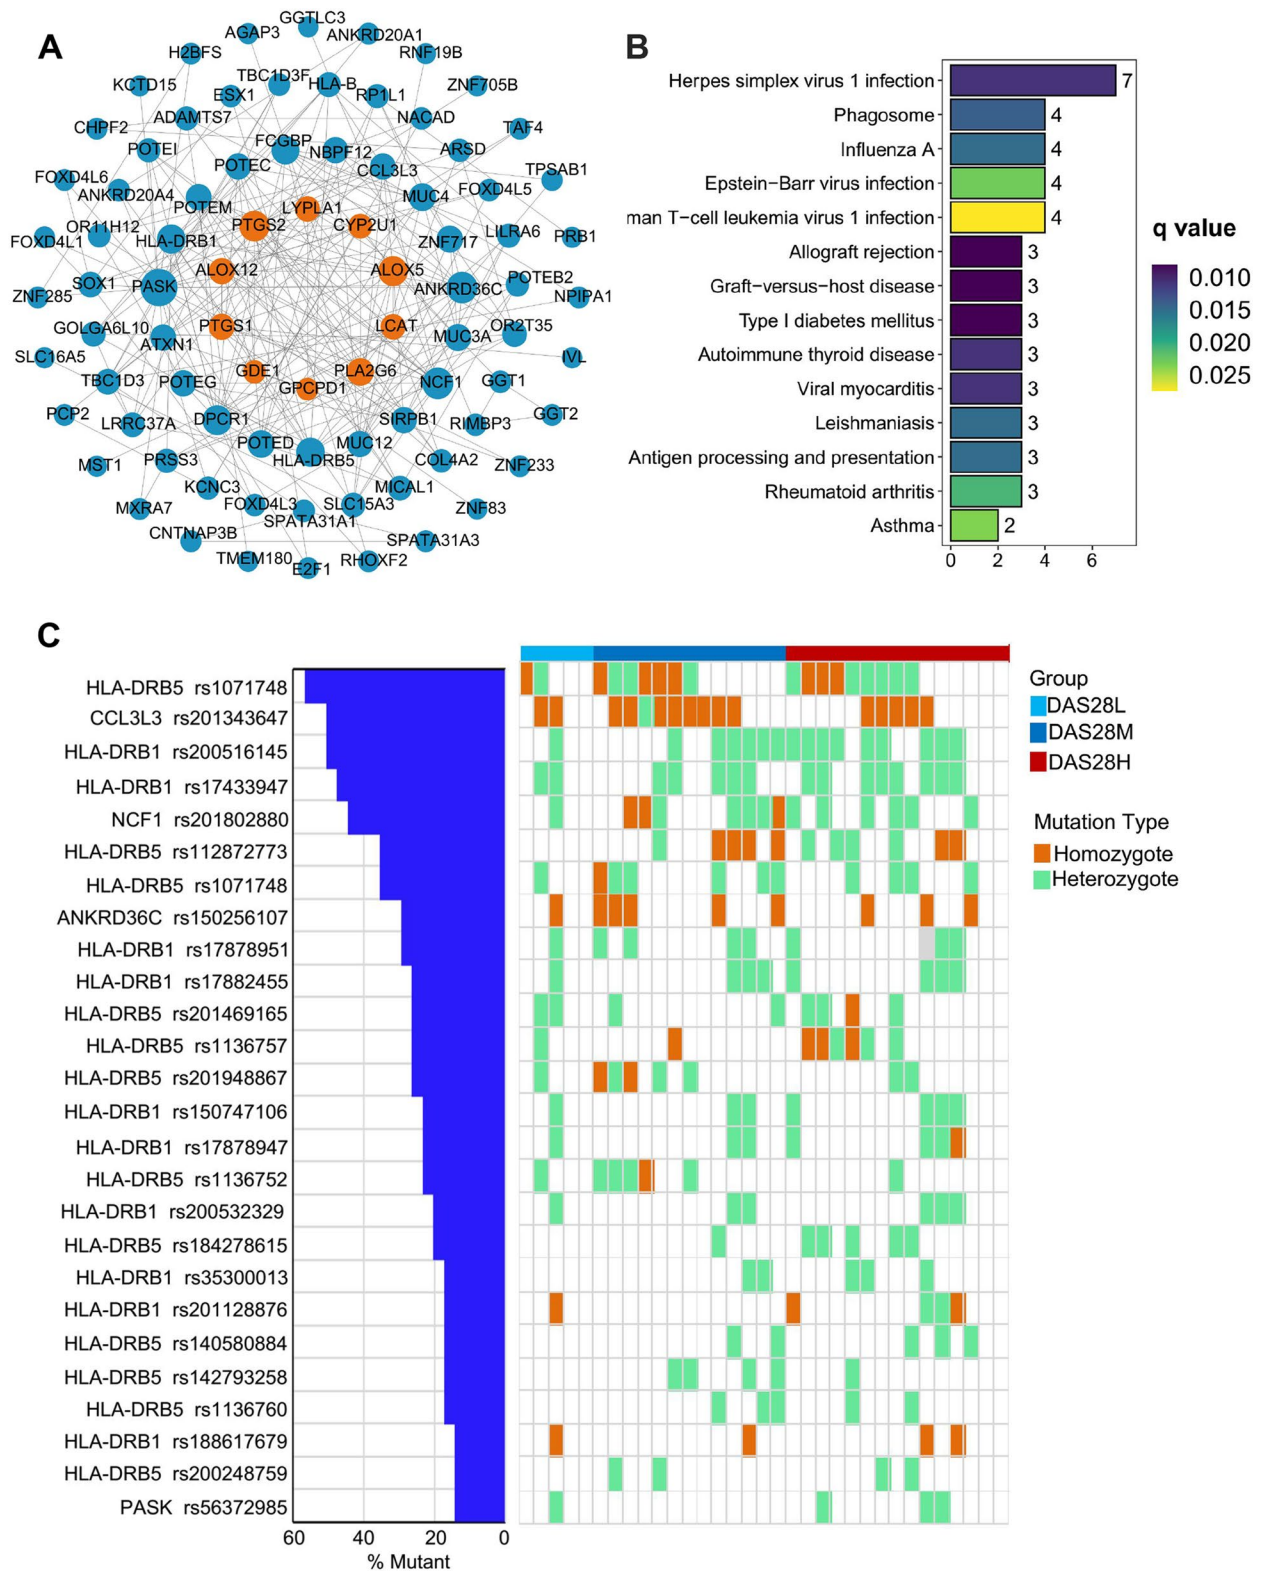 A
GGTLC3
AGAP3
ANKRD20A1
H2BFS
RNF19B
TBC1D3F
HLA-B
KCTD15
ESX1
RP1L1
ZNF705B
ADAMTS7
NACAD
CHPF2
TAF4
FCGBP
NBPF12
POTEI
ARSD
POTEC
CCL3L3
TPSAB1
FOXD4L6
ANKRD20A4
FOXD4L5
MUC4
POTEM
LYPLA1
PTGS2
CYP2U1
OR11H12
LILRA6
FOXD4L1
HLA-DRB1
ZNF717
PRB1
ALOX12
ALOX5
SOX1
PASK
ANKRD36C
POTEB2
ZNF285
NPIPA1
GOLGA6L10
PTGS1
LCAT
OR2T35
ATXN1
MUC3A
SLC16A5
IVL
GDE1
PLA2G6
TBC1D3
POTEG
GPCPD1
NCF1
GGT1
PCP2
LRRC37A
DPCR1
SIRPB1
RIMBP3
GGT2
POTED
MUC12
MST1
PRSS3
HLA-DRB5
COL4A2
ZNF233
KCNC3
MICAL1
MXRA7
FOXD4L3
SLC15A3
ZNF83
SPATA31A1
CNTNAP3B
SPATA31A3
TMEM180
E2F1
RHOXF2
B
Herpes simplex virus 1 infection 7
Phagosome 4
Influenza A 4
Epstein-Barr virus infection 4
man T-cell leukemia virus 1 infection 4
Allograft rejection 3
Graft-versus-host disease 3
Type I diabetes mellitus 3
Autoimmune thyroid disease 3
Viral myocarditis 3
Leishmaniasis 3
Antigen processing and presentation 3
Rheumatoid arthritis 3
Asthma 2
0 2 4 6
q value
0.010
0.015
0.020
0.025
C
HLA-DRB5 rs1071748
CCL3L3 rs201343647
HLA-DRB1 rs200516145
HLA-DRB1 rs17433947
NCF1 rs201802880
HLA-DRB5 rs112872773
HLA-DRB5 rs1071748
ANKRD36C rs150256107
HLA-DRB1 rs17878951
HLA-DRB1 rs17882455
HLA-DRB5 rs201469165
HLA-DRB5 rs1136757
HLA-DRB5 rs201948867
HLA-DRB1 rs150747106
HLA-DRB1 rs17878947
HLA-DRB5 rs1136752
HLA-DRB1 rs200532329
HLA-DRB5 rs184278615
HLA-DRB1 rs35300013
HLA-DRB1 rs201128876
HLA-DRB5 rs140580884
HLA-DRB5 rs142793258
HLA-DRB5 rs1136760
HLA-DRB1 rs188617679
HLA-DRB5 rs200248759
PASK rs56372985
60 40 20 0
% Mutant
Group
DAS28L
DAS28M
DAS28H
Mutation Type
Homozygote
Heterozygote